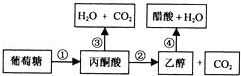 H₂O + CO₂
醋酸+H₂O
③
④
葡萄糖
①
丙酮酸
②
乙醇 + CO₂